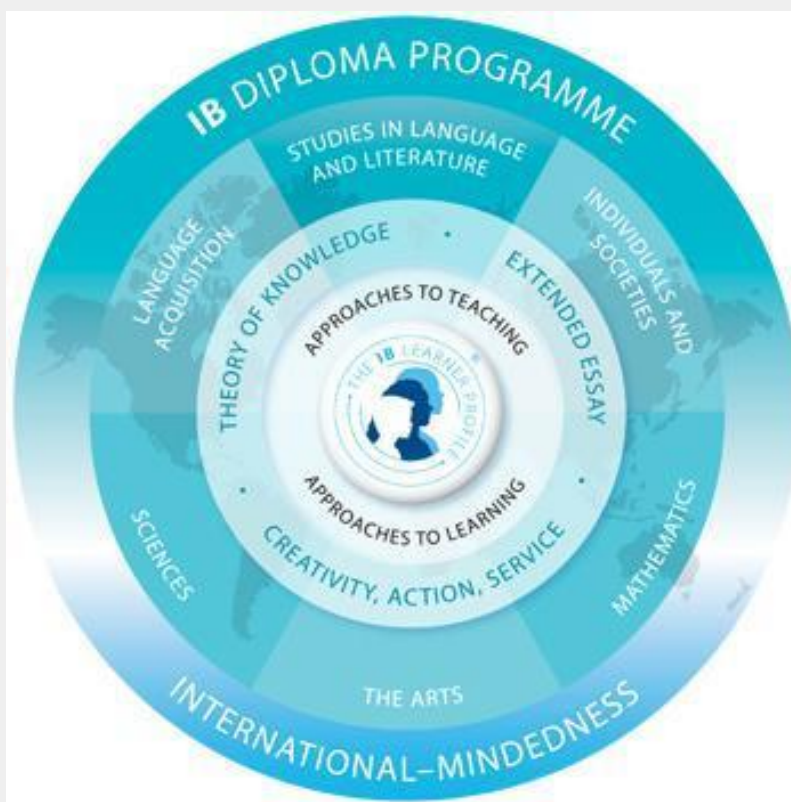 IB DIPLOMA PROGRAMME
STUDIES IN LANGUAGE
AND LITERATURE
LANGUAGE
ACQUISITION
INDIVIDUALS AND
SOCIETIES
THEORY OF KNOWLEDGE
EXTENDED ESSAY
APPROACHES TO TEACHING
THE IB LEARNER PROFILE
®
APPROACHES TO LEARNING
CREATIVITY, ACTION, SERVICE
SCIENCES
MATHEMATICS
THE ARTS
INTERNATIONAL–MINDEDNESS